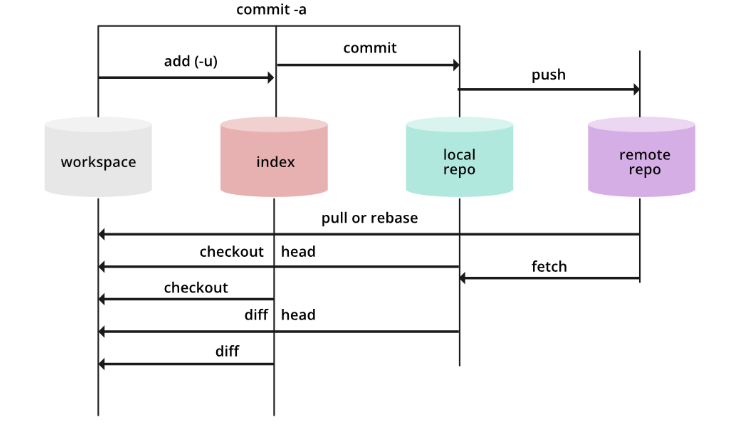 commit -a
commit
add (-u)
push
workspace
index
local
repo
remote
repo
pull or rebase
checkout head
fetch
checkout
diff head
diff